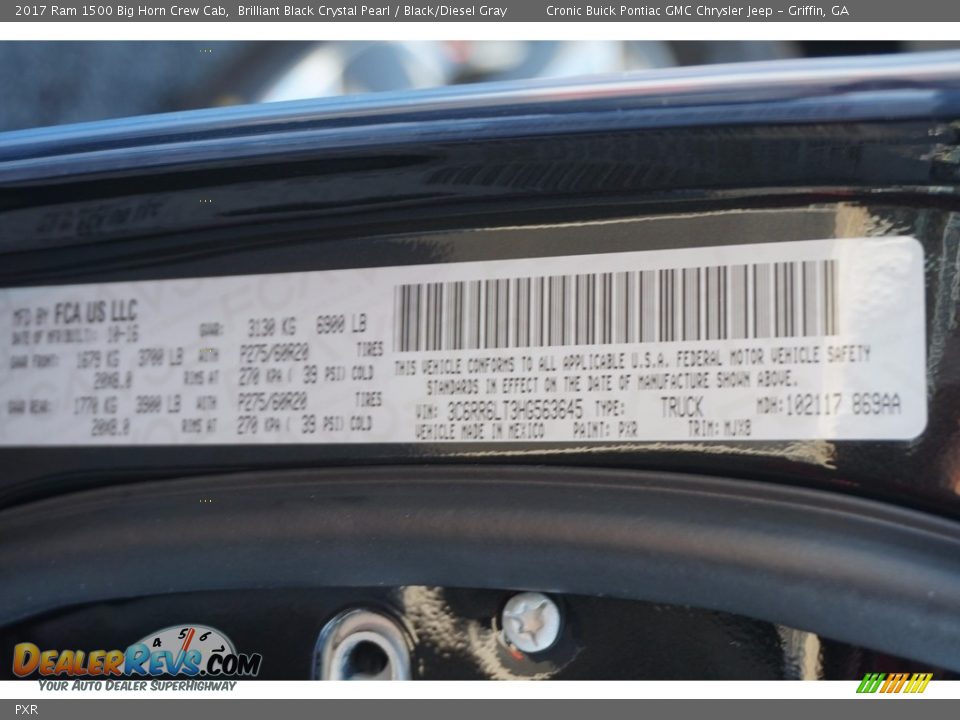 2017 Ram 1500 Big Horn Crew Cab, Brilliant Black Crystal Pearl / Black/Diesel Gray Cronic Buick Pontiac GMC Chrysler Jeep – Griffin, GA
MFD BY FCA US LLC
DATE OF MFR 10-16 GAWR: 3130 KG 6900 LB
GAWR FRONT: 1679 KG 3700 LB WITH P275/60R20 TIRES
20X8.0 RIMS AT 270 KPA ( 39 PSI) COLD
GAWR REAR: 1770 KG 3900 LB WITH P275/60R20 TIRES
20X8.0 RIMS AT 270 KPA ( 39 PSI) COLD
THIS VEHICLE CONFORMS TO ALL APPLICABLE U.S.A. FEDERAL MOTOR VEHICLE SAFETY
STANDARDS IN EFFECT ON THE DATE OF MANUFACTURE SHOWN ABOVE.
VIN: 3C6RR6LT3HG563645 TYPE: TRUCK MDH:102117 869AA
VEHICLE MADE IN MEXICO PAINT: PXR TRIM: MJX8
4 5 6
DEALERREVS.COM
YOUR AUTO DEALER SUPERHIGHWAY
PXR